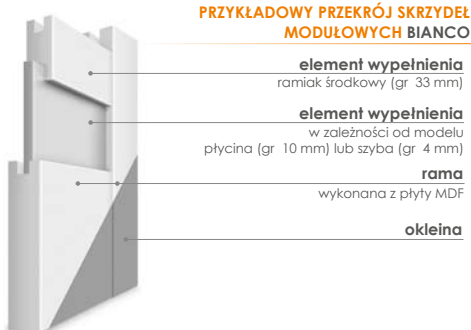 PRZYKŁADOWY PRZEKRÓJ SKRZYDEŁ
MODUŁOWYCH BIANCO
element wypełnienia
ramiak środkowy (gr 33 mm)
element wypełnienia
w zależności od modelu
płycina (gr 10 mm) lub szyba (gr 4 mm)
rama
wykonana z płyty MDF
okleina